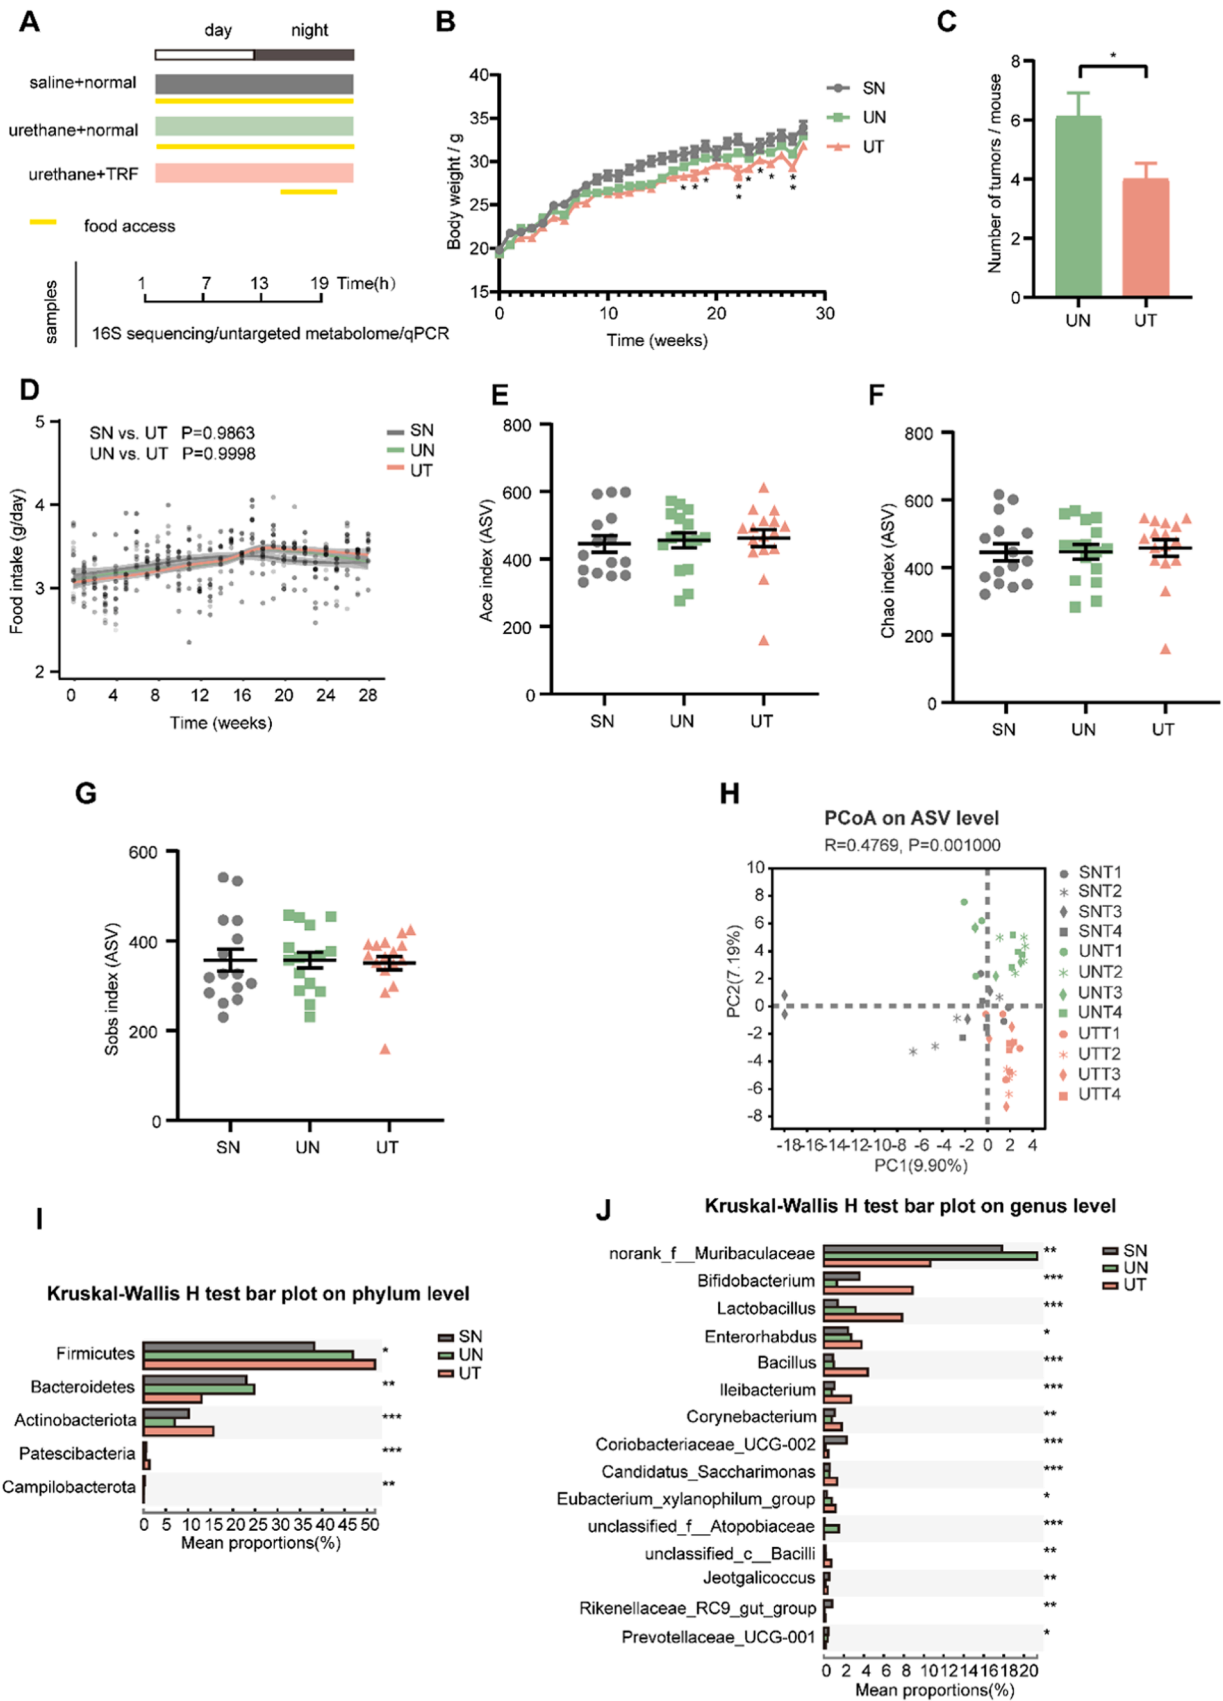 A
day night
saline+normal
urethane+normal
urethane+TRF
food access
samples
1 7 13 19 Time(h)
16S sequencing/untargeted metabolome/qPCR
B
Body weight / g
40
35
30
25
20
15
0 10 20 30
Time (weeks)
SN
UN
UT
* * * * * * * * * * *
C
Number of tumors / mouse
8
6
4
2
0
*
UN UT
D
Food intake (g/day)
5
4
3
2
SN vs. UT P=0.9863
UN vs. UT P=0.9998
SN
UN
UT
0 4 8 12 16 20 24 28
Time (weeks)
E
Ace index (ASV)
800
600
400
200
0
SN UN UT
F
Chao index (ASV)
800
600
400
200
0
SN UN UT
G
Sobs index (ASV)
600
400
200
0
SN UN UT
H
PCoA on ASV level
R=0.4769, P=0.001000
PC2(7.19%)
10
8
6
4
2
0
-2
-4
-6
-8
-18-16-14-12-10-8 -6 -4 -2 0 2 4
PC1(9.90%)
SNT1
SNT2
SNT3
SNT4
UNT1
UNT2
UNT3
UNT4
UTT1
UTT2
UTT3
UTT4
I
Kruskal-Wallis H test bar plot on phylum level
SN
UN
UT
Firmicutes *
Bacteroidetes **
Actinobacteriota ***
Patescibacteria ***
Campilobacterota **
0 5 10 15 20 25 30 35 40 45 50
Mean proportions(%)
J
Kruskal-Wallis H test bar plot on genus level
SN
UN
UT
norank_f__Muribaculaceae **
Bifidobacterium ***
Lactobacillus ***
Enterorhabdus *
Bacillus ***
Ileibacterium ***
Corynebacterium **
Coriobacteriaceae_UCG-002 ***
Candidatus_Saccharimonas ***
Eubacterium_xylanophilum_group *
unclassified_f__Atopobiaceae ***
unclassified_c__Bacilli **
Jeotgalicoccus **
Rikenellaceae_RC9_gut_group **
Prevotellaceae_UCG-001 *
0 2 4 6 8 10 12 14 16 18 20
Mean proportions(%)